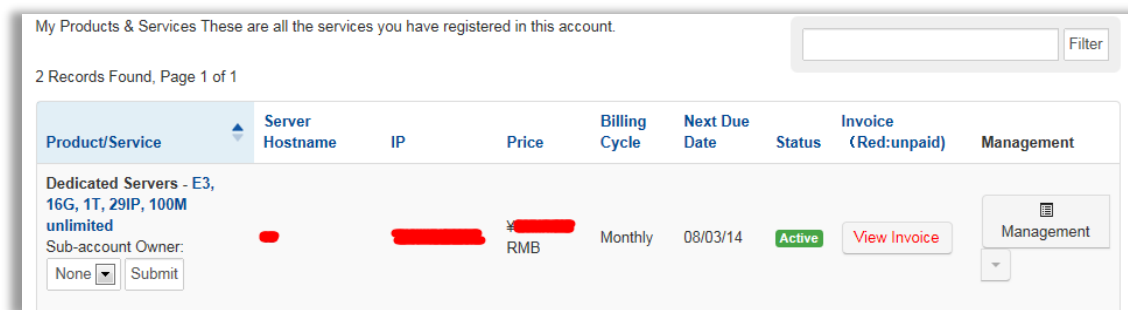 My Products & Services These are all the services you have registered in this account.
Filter
2 Records Found, Page 1 of 1
Product/Service
Server
Hostname
IP
Price
Billing
Cycle
Next Due
Date
Status
Invoice
(Red:unpaid)
Management
Dedicated Servers - E3,
16G, 1T, 29IP, 100M
unlimited
Sub-account Owner:
None
Submit
¥
RMB
Monthly
08/03/14
Active
View Invoice
Management